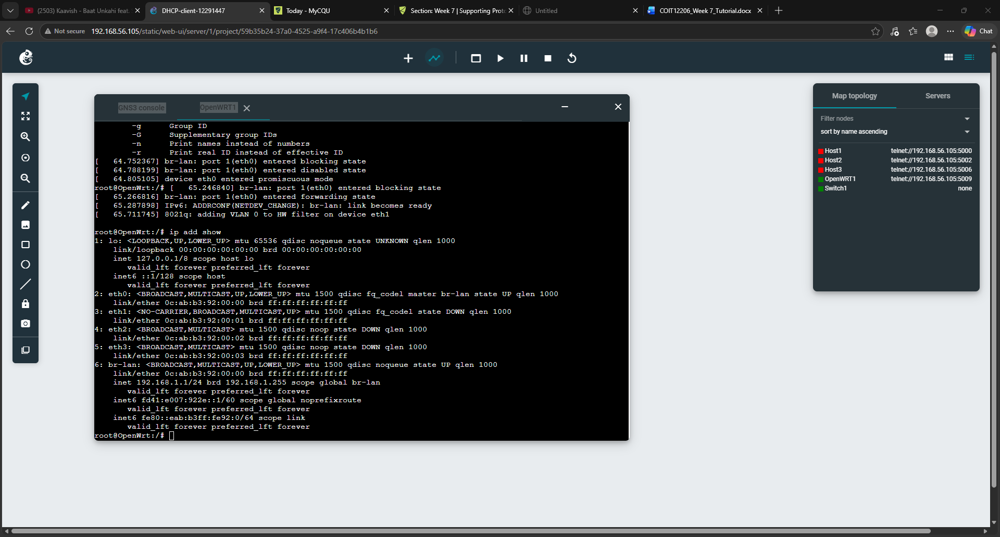 (2503) Kaavish - Baat Unkahi feat.
DHCP-client-12291447
Today - MyCQU
Section: Week 7 | Supporting Proto
Untitled
COIT12206_Week 7_Tutorial.docx
Not secure
192.168.56.105/static/web-ui/server/1/project/59b35b24-37a0-4525-a9f4-17c406b4b1b6
Chat
GNS3 console
OpenWRT1
-g Group ID
-G Supplementary group IDs
-n Print names instead of numbers
-r Print real ID instead of effective ID
[ 64.752367] br-lan: port 1(eth0) entered blocking state
[ 64.788199] br-lan: port 1(eth0) entered disabled state
[ 64.805105] device eth0 entered promiscuous mode
root@OpenWrt:/# [ 65.246840] br-lan: port 1(eth0) entered blocking state
[ 65.266816] br-lan: port 1(eth0) entered forwarding state
[ 65.287898] IPv6: ADDRCONF(NETDEV_CHANGE): br-lan: link becomes ready
[ 65.711745] 8021q: adding VLAN 0 to HW filter on device eth1
root@OpenWrt:/# ip add show
1: lo: <LOOPBACK,UP,LOWER_UP> mtu 65536 qdisc noqueue state UNKNOWN qlen 1000
link/loopback 00:00:00:00:00:00 brd 00:00:00:00:00:00
inet 127.0.0.1/8 scope host lo
valid_lft forever preferred_lft forever
inet6 ::1/128 scope host
valid_lft forever preferred_lft forever
2: eth0: <BROADCAST,MULTICAST,UP,LOWER_UP> mtu 1500 qdisc fq_codel master br-lan state UP qlen 1000
link/ether 0c:ab:b3:92:00:00 brd ff:ff:ff:ff:ff:ff
3: eth1: <NO-CARRIER,BROADCAST,MULTICAST,UP> mtu 1500 qdisc fq_codel state DOWN qlen 1000
link/ether 0c:ab:b3:92:00:01 brd ff:ff:ff:ff:ff:ff
4: eth2: <BROADCAST,MULTICAST> mtu 1500 qdisc noop state DOWN qlen 1000
link/ether 0c:ab:b3:92:00:02 brd ff:ff:ff:ff:ff:ff
5: eth3: <BROADCAST,MULTICAST> mtu 1500 qdisc noop state DOWN qlen 1000
link/ether 0c:ab:b3:92:00:03 brd ff:ff:ff:ff:ff:ff
6: br-lan: <BROADCAST,MULTICAST,UP,LOWER_UP> mtu 1500 qdisc noqueue state UP qlen 1000
link/ether 0c:ab:b3:92:00:00 brd ff:ff:ff:ff:ff:ff
inet 192.168.1.1/24 brd 192.168.1.255 scope global br-lan
valid_lft forever preferred_lft forever
inet6 fd41:e007:922e::1/60 scope global noprefixroute
valid_lft forever preferred_lft forever
inet6 fe80::eab:b3ff:fe92:0/64 scope link
valid_lft forever preferred_lft forever
root@OpenWrt:/#
Map topology
Servers
Filter nodes
sort by name ascending
Host1 telnet://192.168.56.105:5000
Host2 telnet://192.168.56.105:5002
Host3 telnet://192.168.56.105:5006
OpenWRT1 telnet://192.168.56.105:5009
Switch1 none